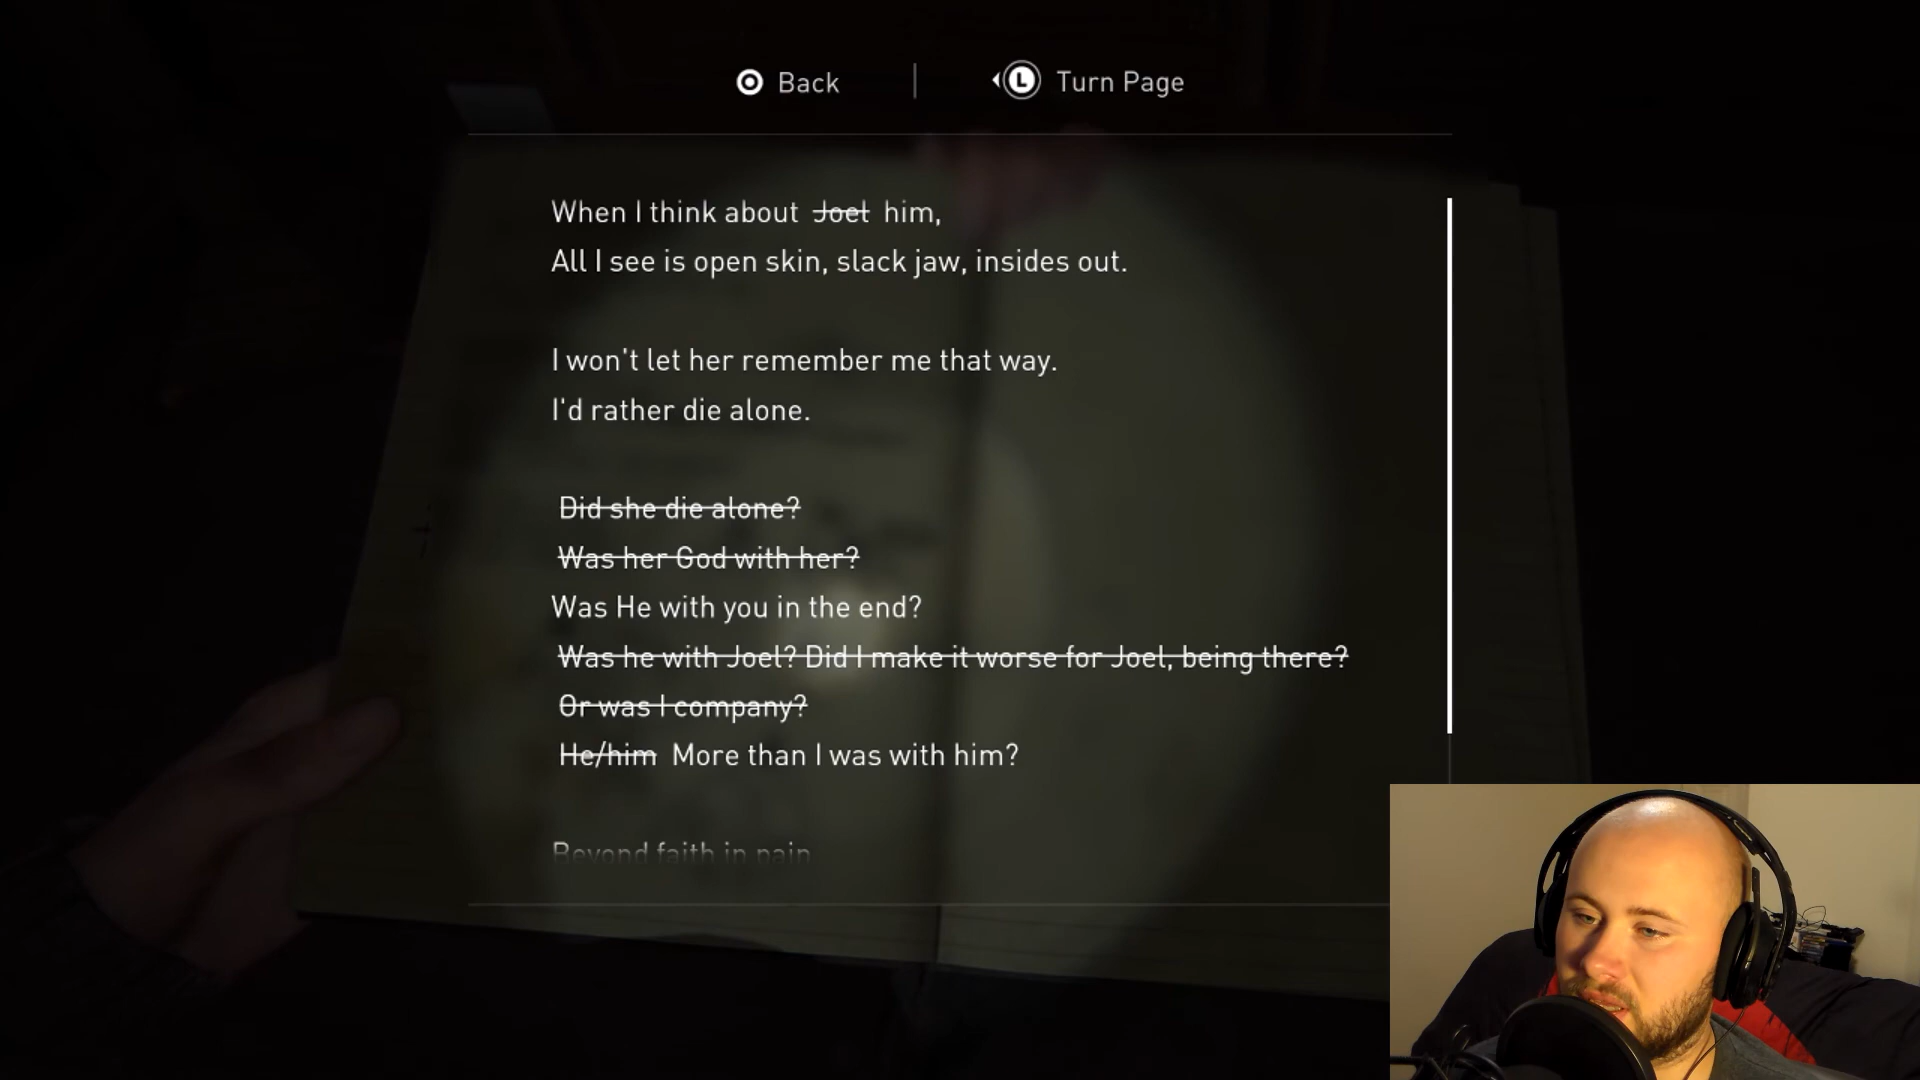 Back | L Turn Page
When I think about Joel him,
All I see is open skin, slack jaw, insides out.
I won't let her remember me that way.
I'd rather die alone.
Did she die alone?
Was her God with her?
Was He with you in the end?
Was he with Joel? Did I make it worse for Joel, being there?
Or was I company?
He/him More than I was with him?
Beyond faith in pain